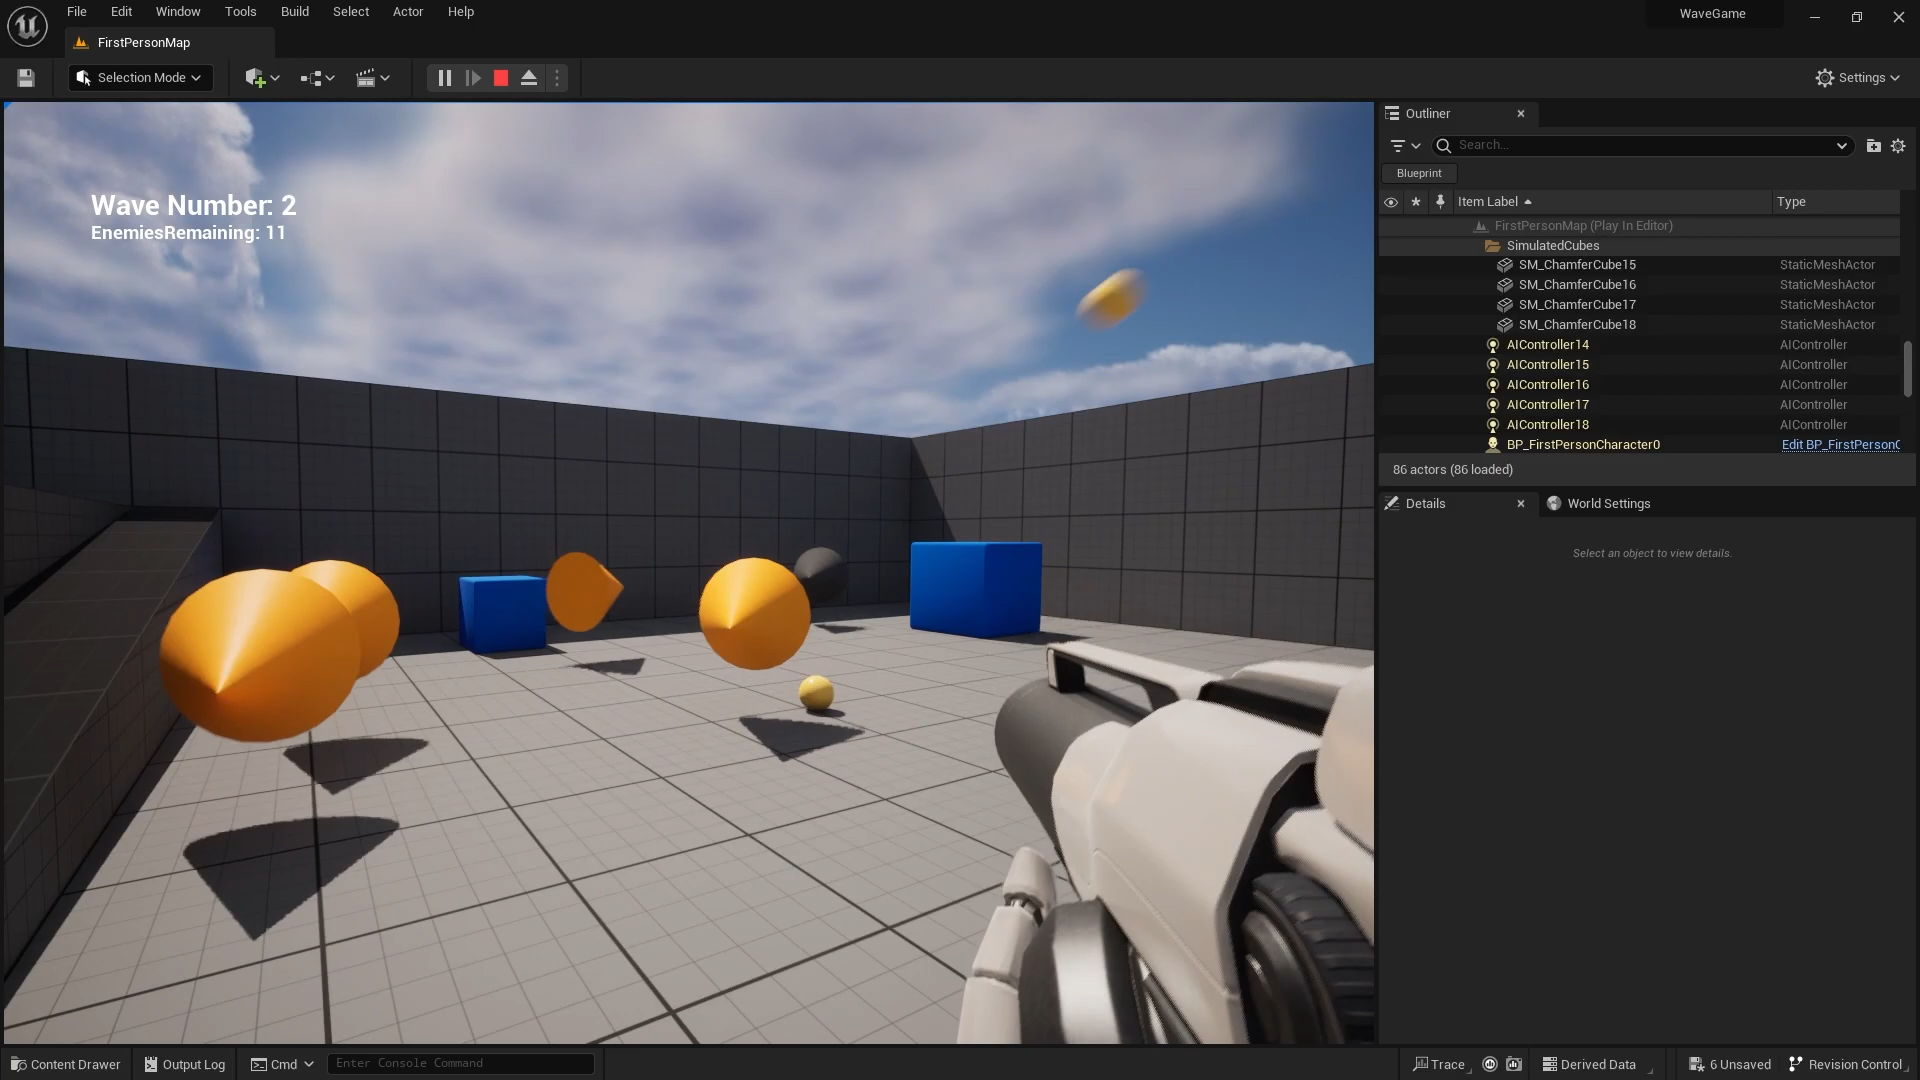 File Edit Window Tools Build Select Actor Help
WaveGame
FirstPersonMap
Selection Mode
Settings
Wave Number: 2
EnemiesRemaining: 11
Outliner
Search...
Blueprint
Item Label Type
FirstPersonMap (Play In Editor)
SimulatedCubes
SM_ChamferCube15 StaticMeshActor
SM_ChamferCube16 StaticMeshActor
SM_ChamferCube17 StaticMeshActor
SM_ChamferCube18 StaticMeshActor
AIController14 AIController
AIController15 AIController
AIController16 AIController
AIController17 AIController
AIController18 AIController
BP_FirstPersonCharacter0 Edit BP_FirstPersonC
86 actors (86 loaded)
Details World Settings
Select an object to view details.
Content Drawer Output Log Cmd Enter Console Command Trace Derived Data 6 Unsaved Revision Control